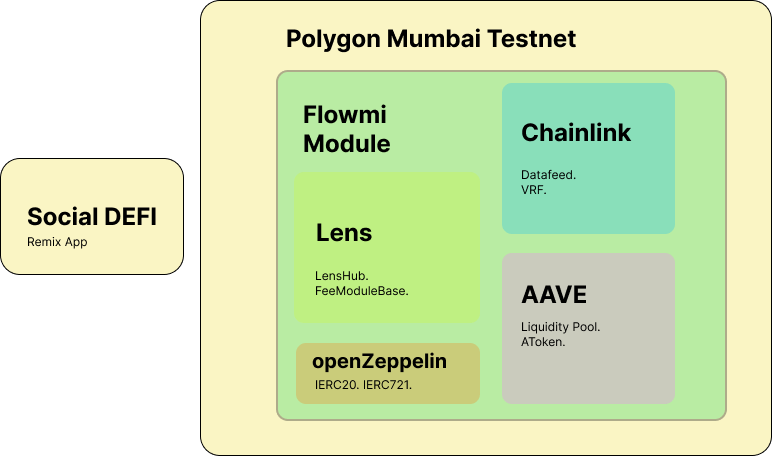 Social DEFI
Remix App
Polygon Mumbai Testnet
Flowmi
Module
Lens
LensHub.
FeeModuleBase.
openZeppelin
IERC20. IERC721.
Chainlink
Datafeed.
VRF.
AAVE
Liquidity Pool.
AToken.